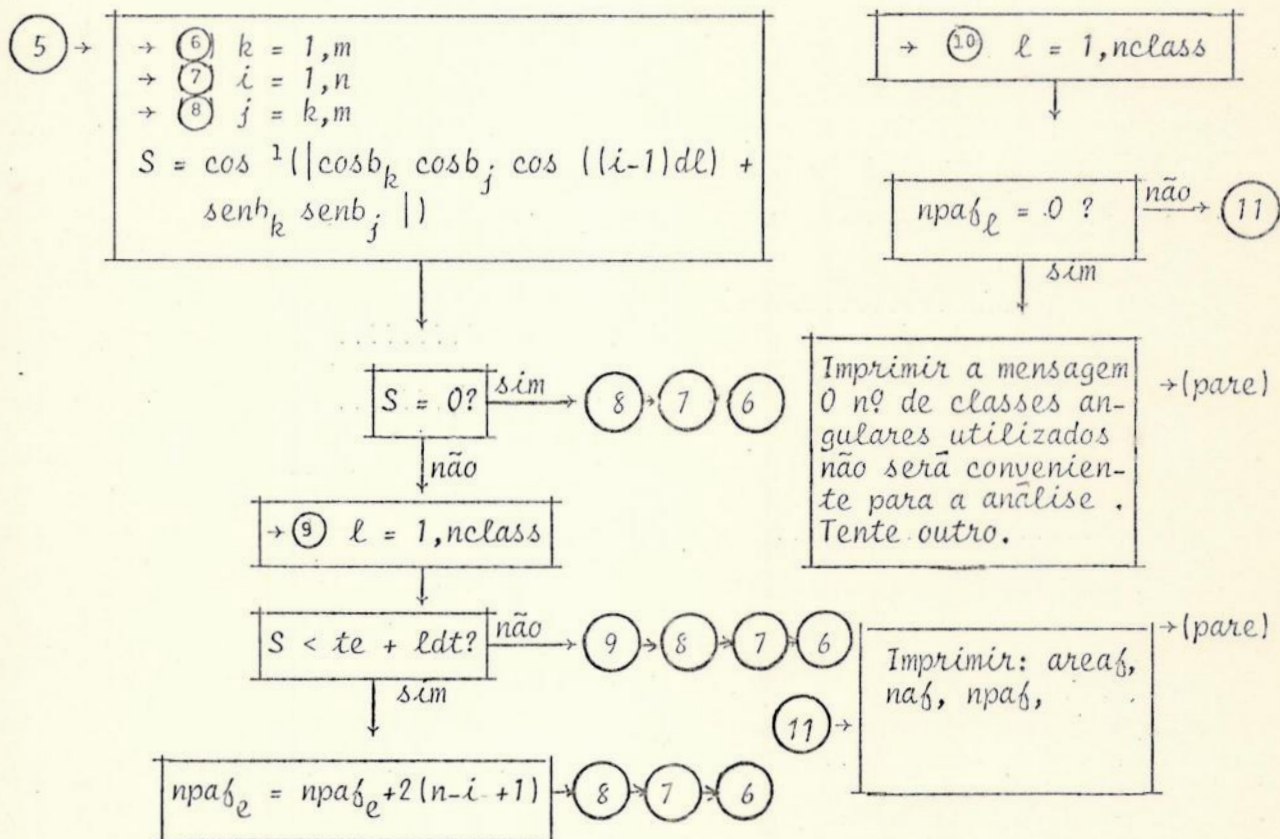 5 →
→ 6 k = 1,m
→ 7 i = 1,n
→ 8 j = k,m
S = cos ¹(|cosb_k cosb_j cos ((i-1)dℓ) +
senb_k senb_j |)
S = 0?
sim
→ 8 → 7 6
não
→ 9 ℓ = 1,nclass
S < te + ℓdt?
não
→ 9 → 8 → 7 → 6
sim
npaf_e = npaf_e+2(n-i +1)
→ 8 → 7 → 6
→ 10 ℓ = 1,nclass
npaf_ℓ = 0 ?
não
→ 11
sim
Imprimir a mensagem
O nº de classes an-
gulares utilizados
não será convenien-
te para a análise .
Tente outro.
→(pare)
11 →
Imprimir: areaf,
naf, npaf,
→(pare)